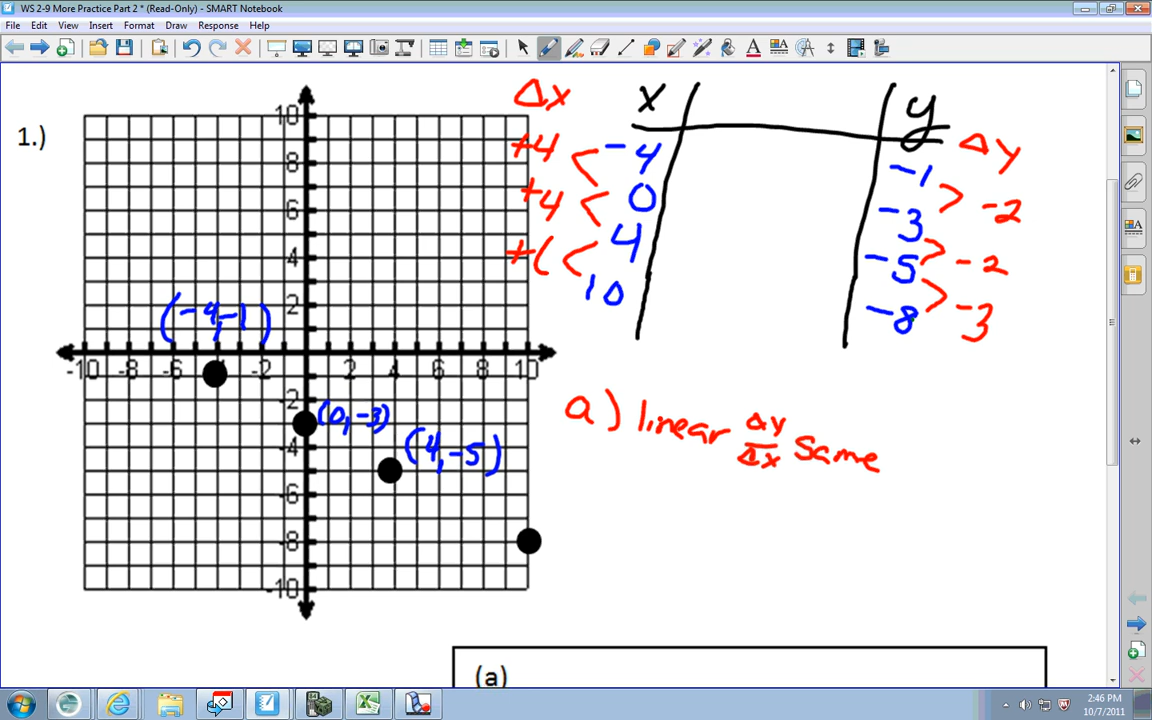 WS 2-9 More Practice Part 2 * (Read-Only) - SMART Notebook
File Edit View Insert Format Draw Response Help
1.)
10
8
6
4
2
-10 -8 -6 -4 -2 2 4 6 8 10
-2
-4
-6
-8
-10
(-4,-1)
(0,-3)
(4,-5)
Δx x y Δy
+4 -4 -1 -2
+4 0 -3 -2
+6 4 -5 -3
10 -8
a) linear Δy/Δx Same
(a)
2:46 PM
10/7/2011